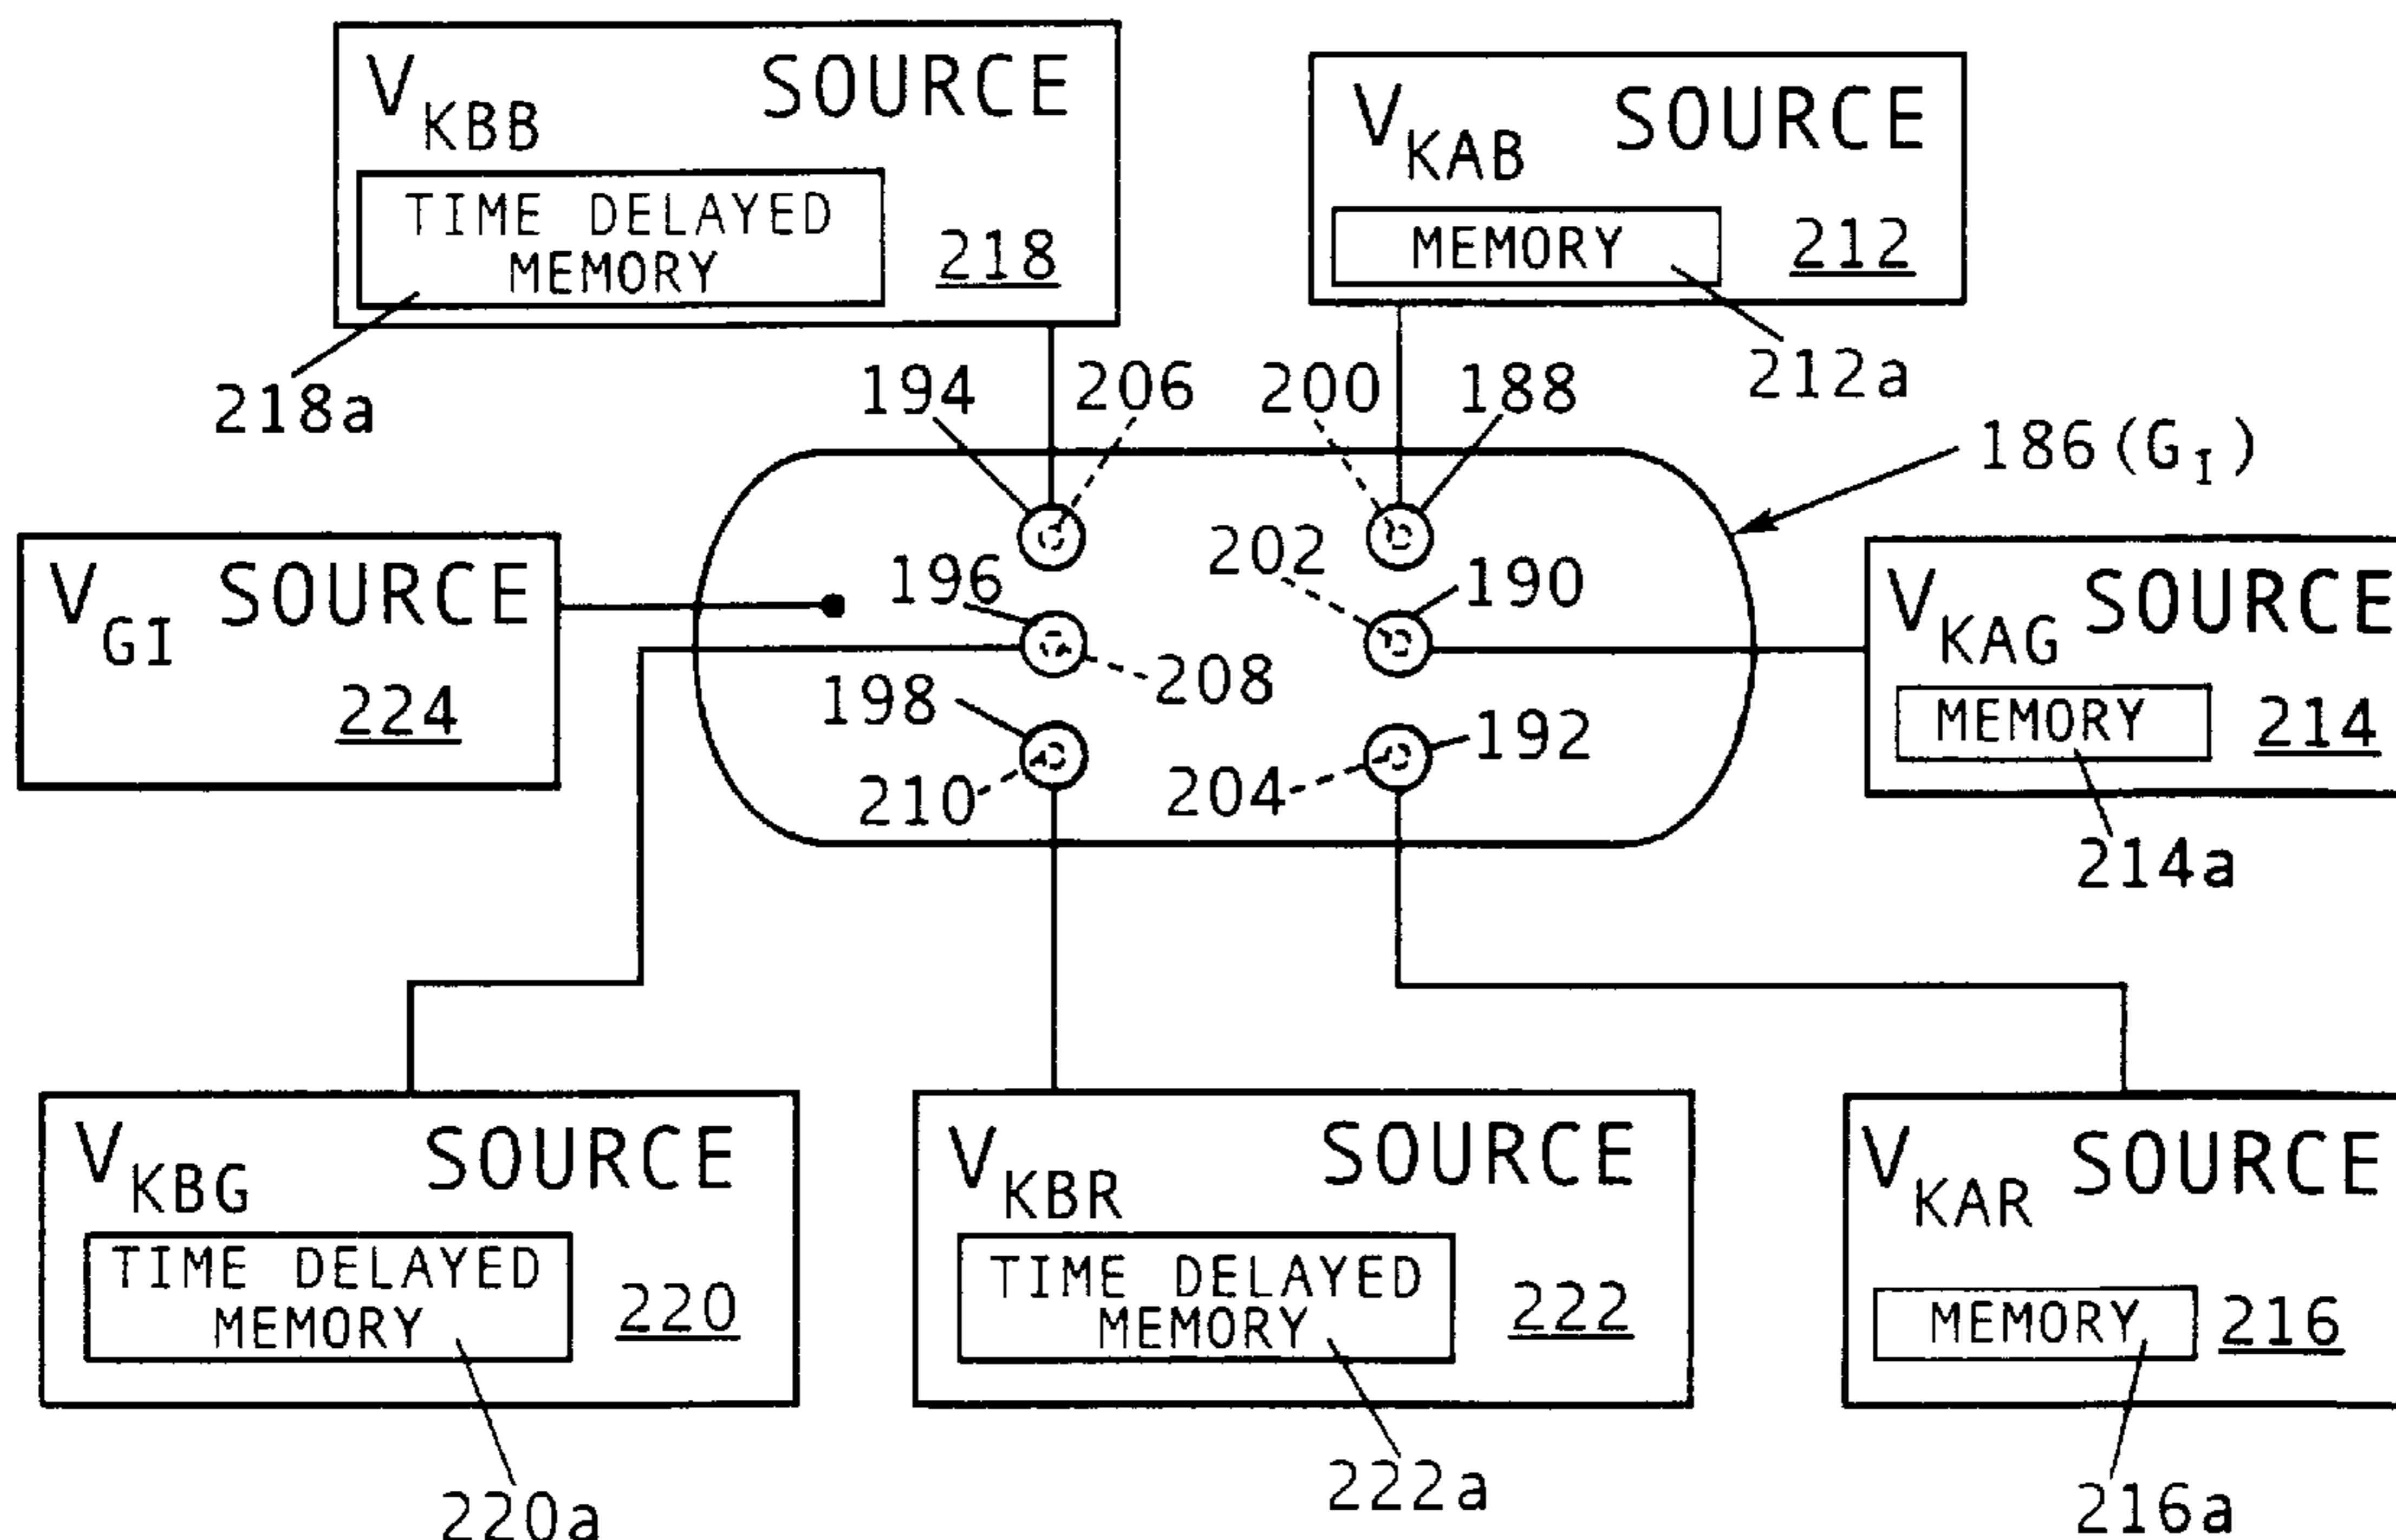 V KBB SOURCE
TIME DELAYED
MEMORY
218
218a
V KAB SOURCE
MEMORY
212
212a
194
206
200
188
186 (G I)
V GI SOURCE
224
196
202
190
208
198
192
210
204
V KAG SOURCE
MEMORY
214
214a
V KBG SOURCE
TIME DELAYED
MEMORY
220
220a
V KBR SOURCE
TIME DELAYED
MEMORY
222
222a
V KAR SOURCE
MEMORY
216
216a